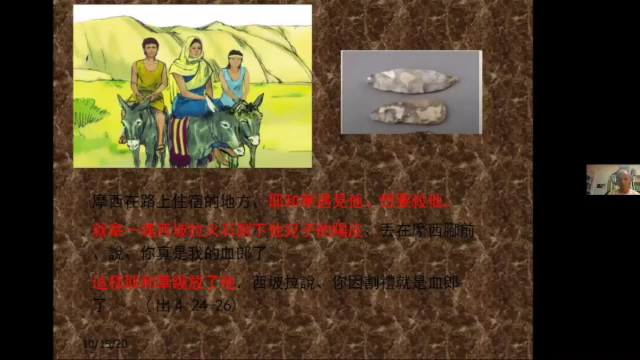 摩西在路上住宿的地方、耶和華遇見他、想要殺他。
就拿一塊西坡拉火石割下他兒子的陽皮、丟在摩西腳前
、說、你真是我的血郎了
這樣耶和華纔放了他．西坡拉說、你因割禮就是血郎
了。（出 4 24-26）
10/15/20